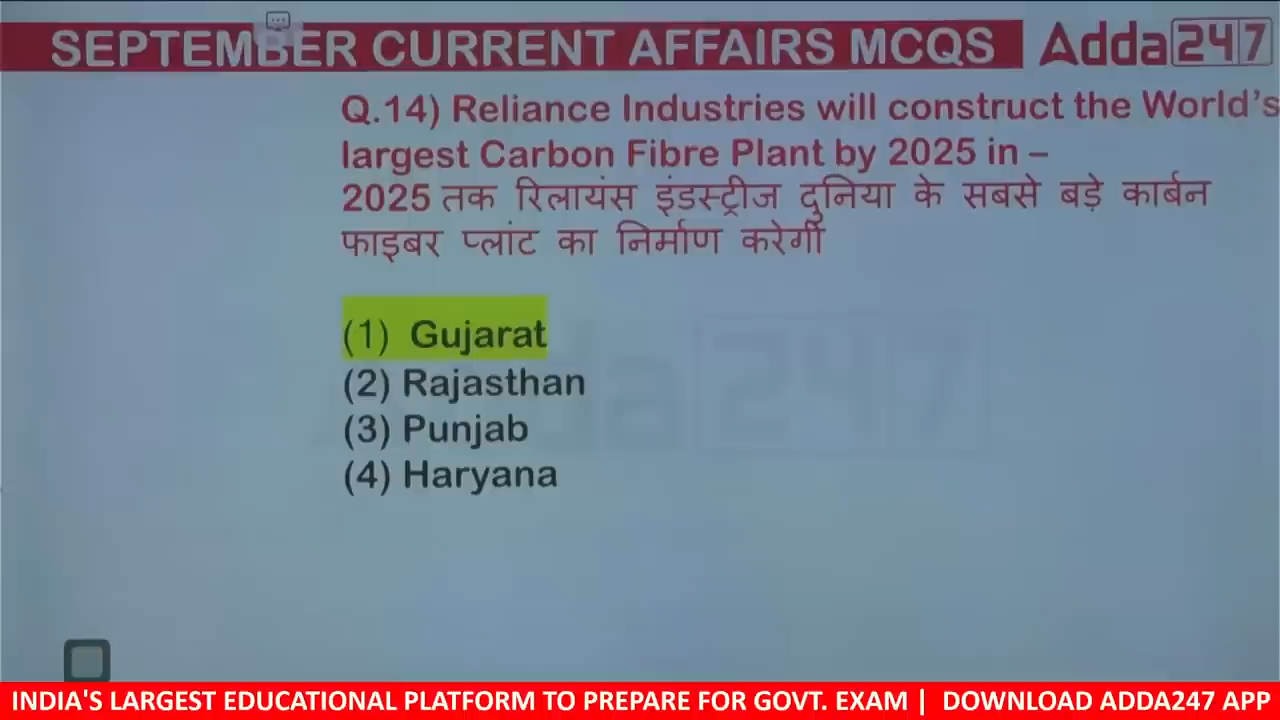 SEPTEMBER CURRENT AFFAIRS MCQS
Adda247
Q.14) Reliance Industries will construct the World's
largest Carbon Fibre Plant by 2025 in –
2025 तक रिलायंस इंडस्ट्रीज दुनिया के सबसे बड़े कार्बन
फाइबर प्लांट का निर्माण करेगी
(1) Gujarat
(2) Rajasthan
(3) Punjab
(4) Haryana
Adda247
INDIA'S LARGEST EDUCATIONAL PLATFORM TO PREPARE FOR GOVT. EXAM | DOWNLOAD ADDA247 APP